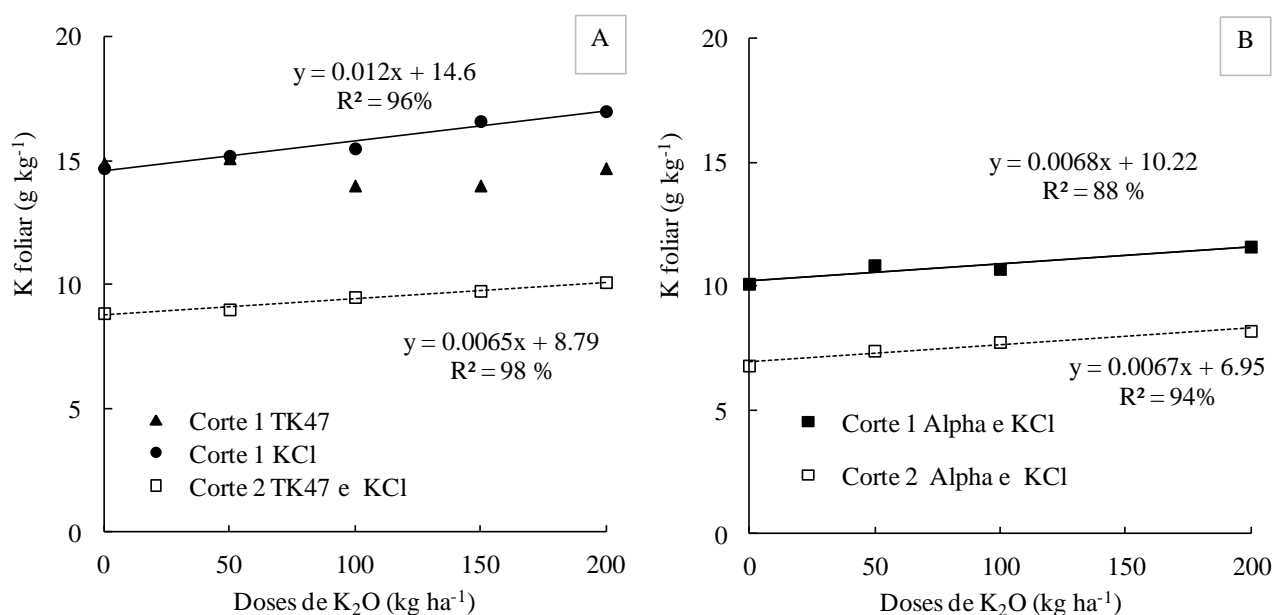 A
y = 0.012x + 14.6
R² = 96%
y = 0.0065x + 8.79
R² = 98 %
Corte 1 TK47
Corte 1 KCl
Corte 2 TK47 e KCl
20
15
10
5
0
0 50 100 150 200
K foliar (g kg⁻¹)
Doses de K₂O (kg ha⁻¹)
B
y = 0.0068x + 10.22
R² = 88 %
y = 0.0067x + 6.95
R² = 94%
Corte 1 Alpha e KCl
Corte 2 Alpha e KCl
20
15
10
5
0
0 50 100 150 200
K foliar (g kg⁻¹)
Doses de K₂O (kg ha⁻¹)